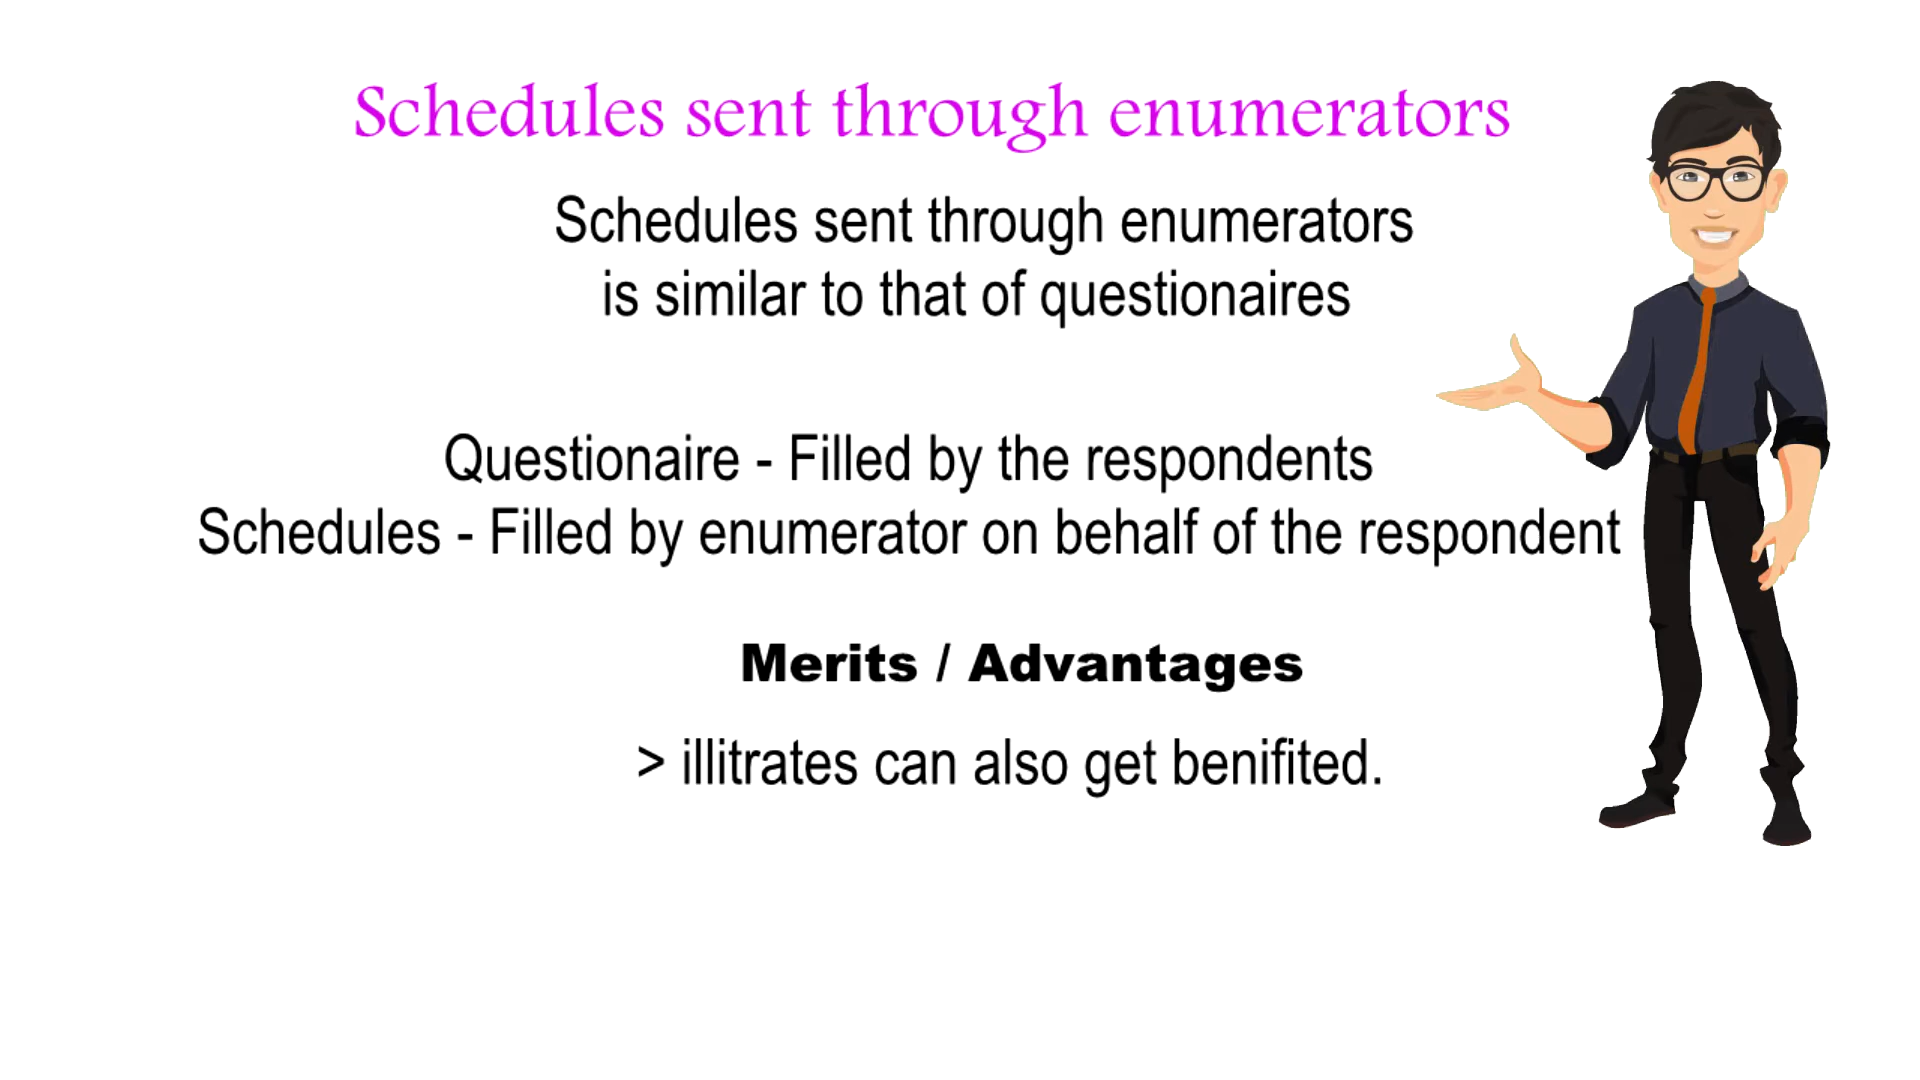 Schedules sent through enumerators
Schedules sent through enumerators
is similar to that of questionaires
Questionaire - Filled by the respondents
Schedules - Filled by enumerator on behalf of the respondent
Merits / Advantages
> illitrates can also get benifited.